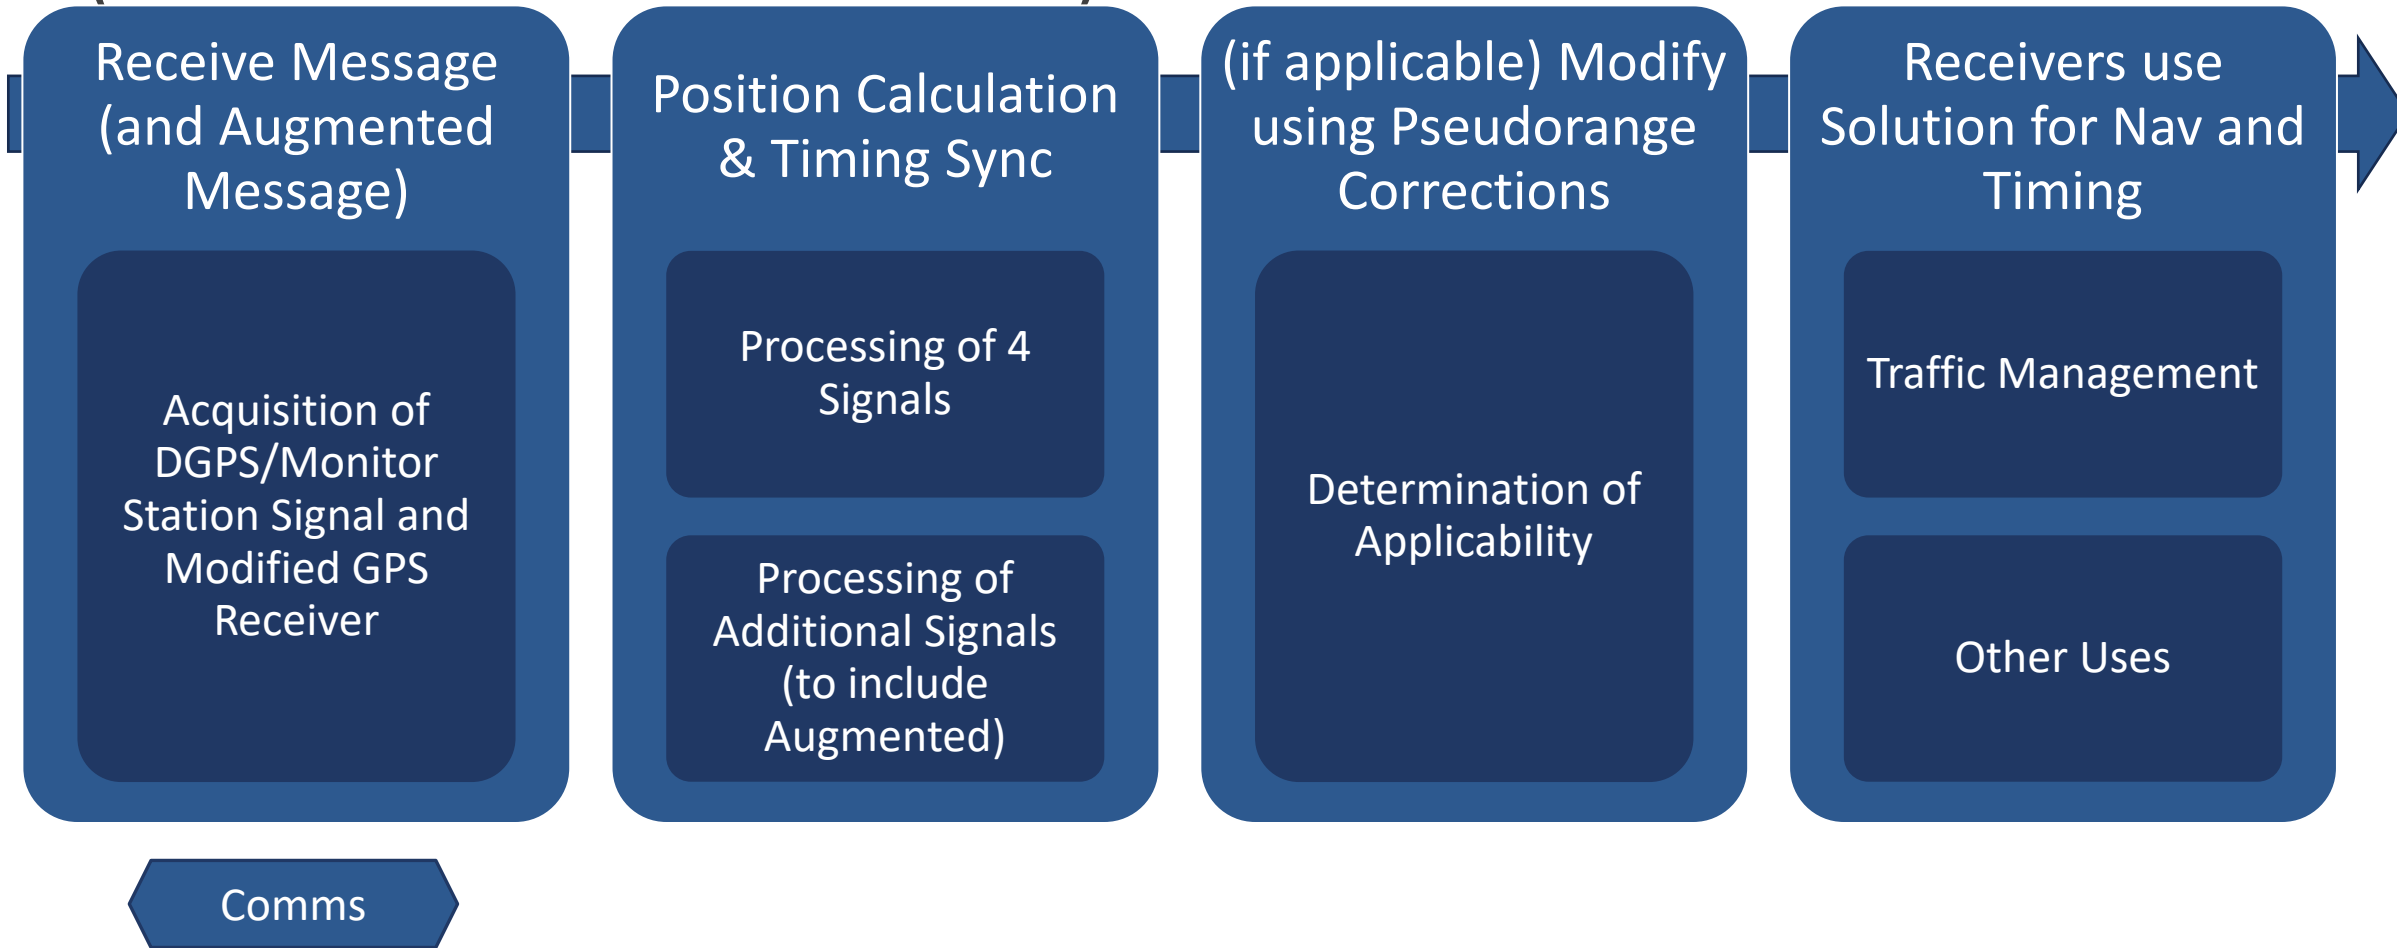 Receive Message
(and Augmented
Message)
Acquisition of
DGPS/Monitor
Station Signal and
Modified GPS
Receiver
Position Calculation
& Timing Sync
Processing of 4
Signals
Processing of
Additional Signals
(to include
Augmented)
(if applicable) Modify
using Pseudorange
Corrections
Determination of
Applicability
Receivers use
Solution for Nav and
Timing
Traffic Management
Other Uses
Comms